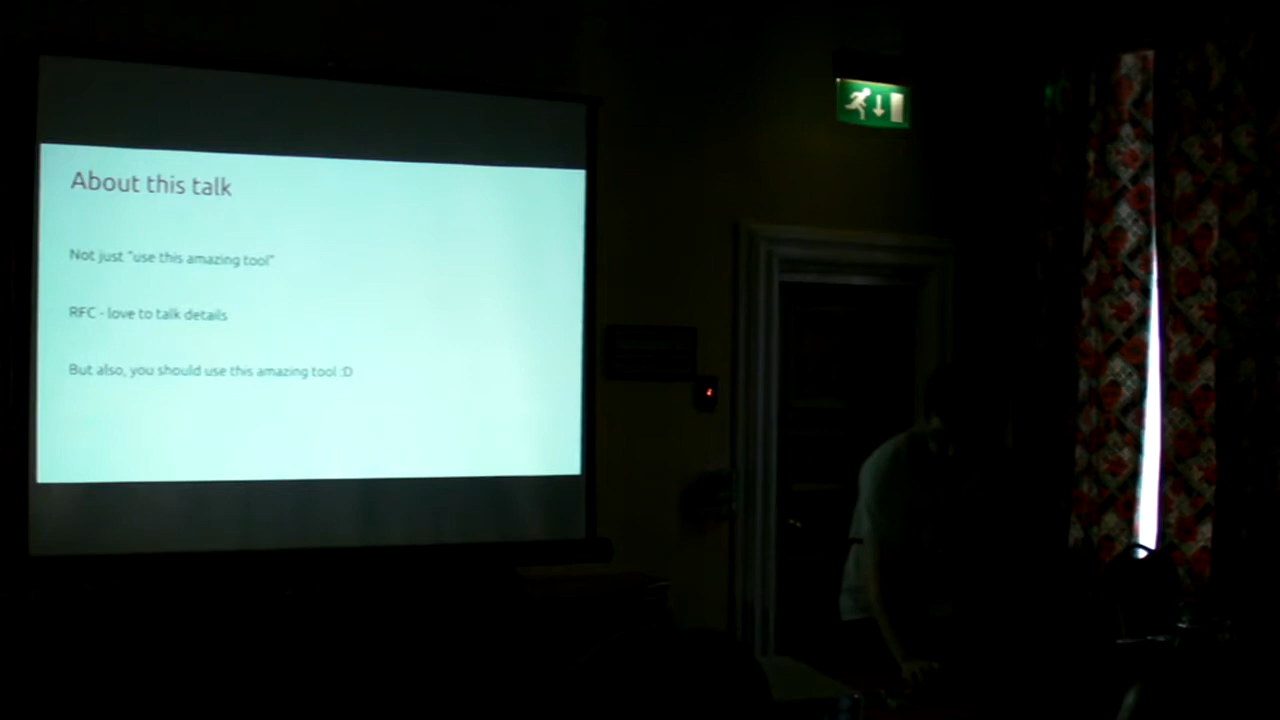 About this talk
Not just "use this amazing tool"
RFC - love to talk details
But also, you should use this amazing tool :D